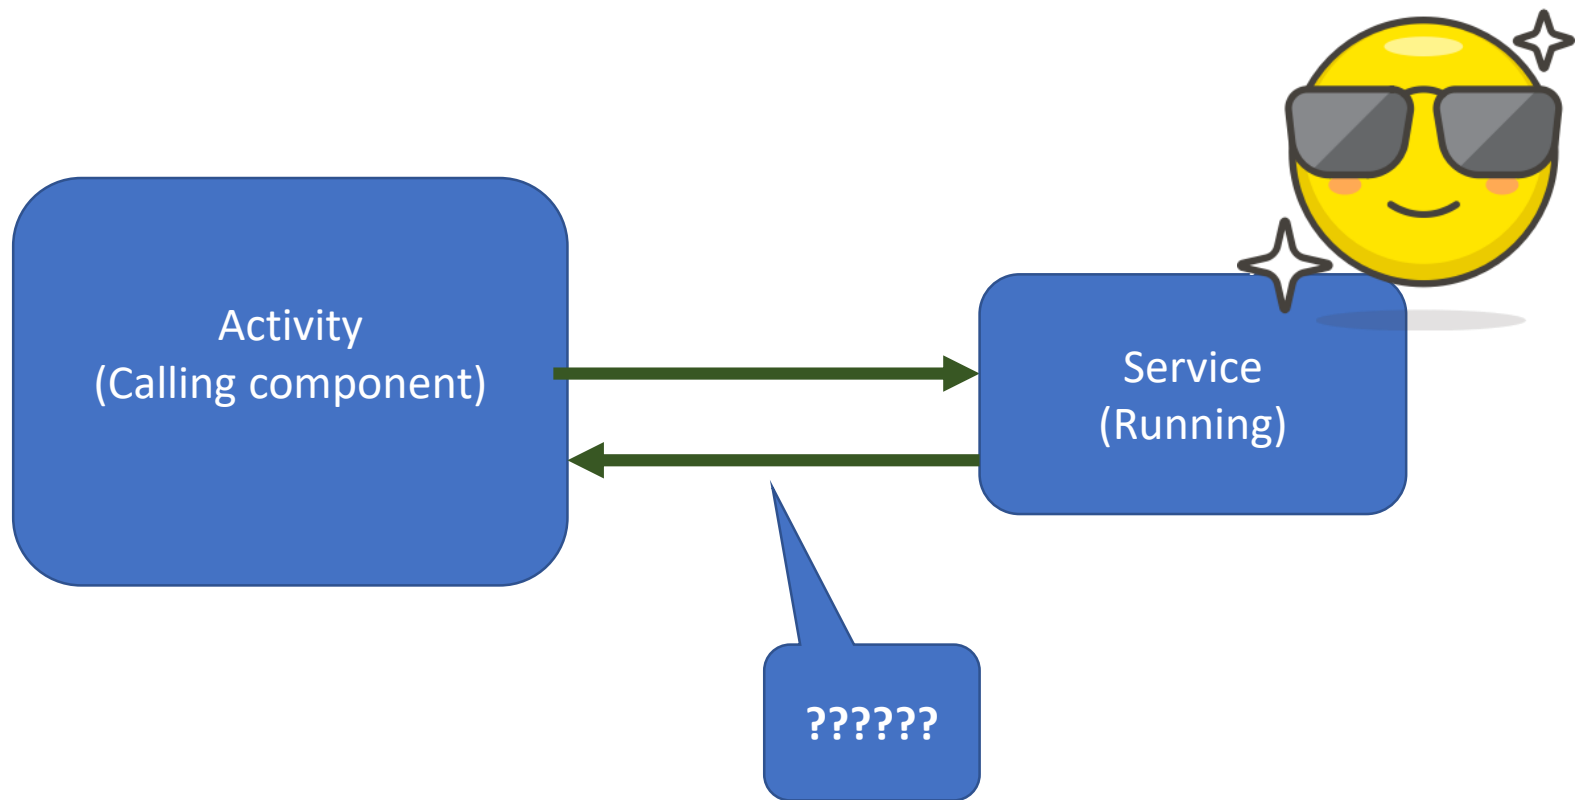 Activity
(Calling component)
Service
(Running)
??????